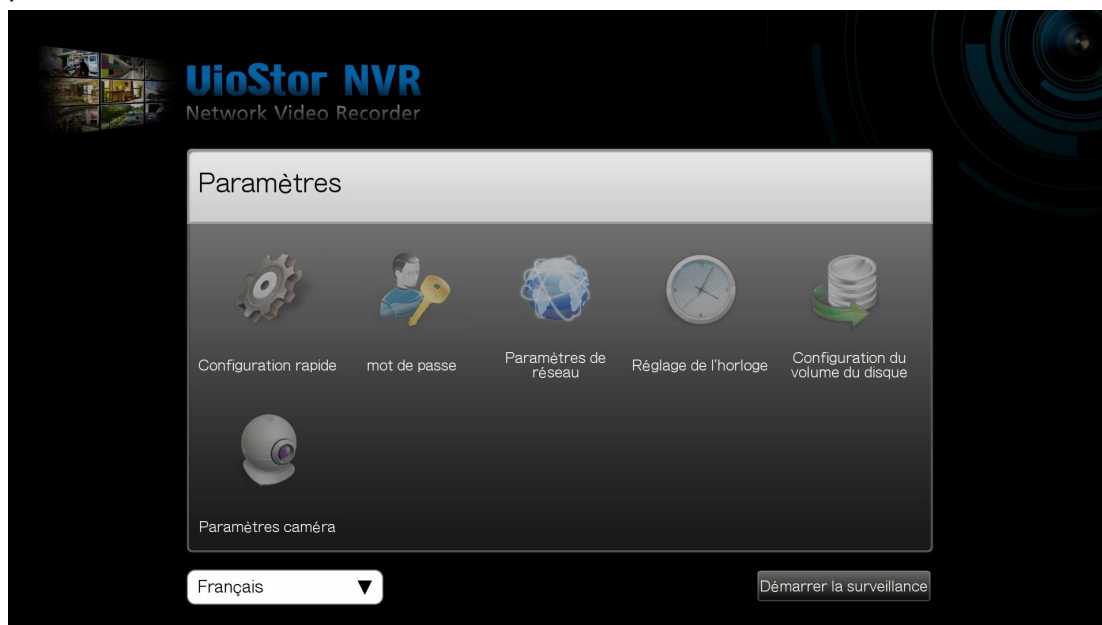 VioStor NVR
Network Video Recorder
Paramètres
Configuration rapide
mot de passe
Paramètres de
réseau
Réglage de l'horloge
Configuration du
volume du disque
Paramètres caméra
Français
Démarrer la surveillance